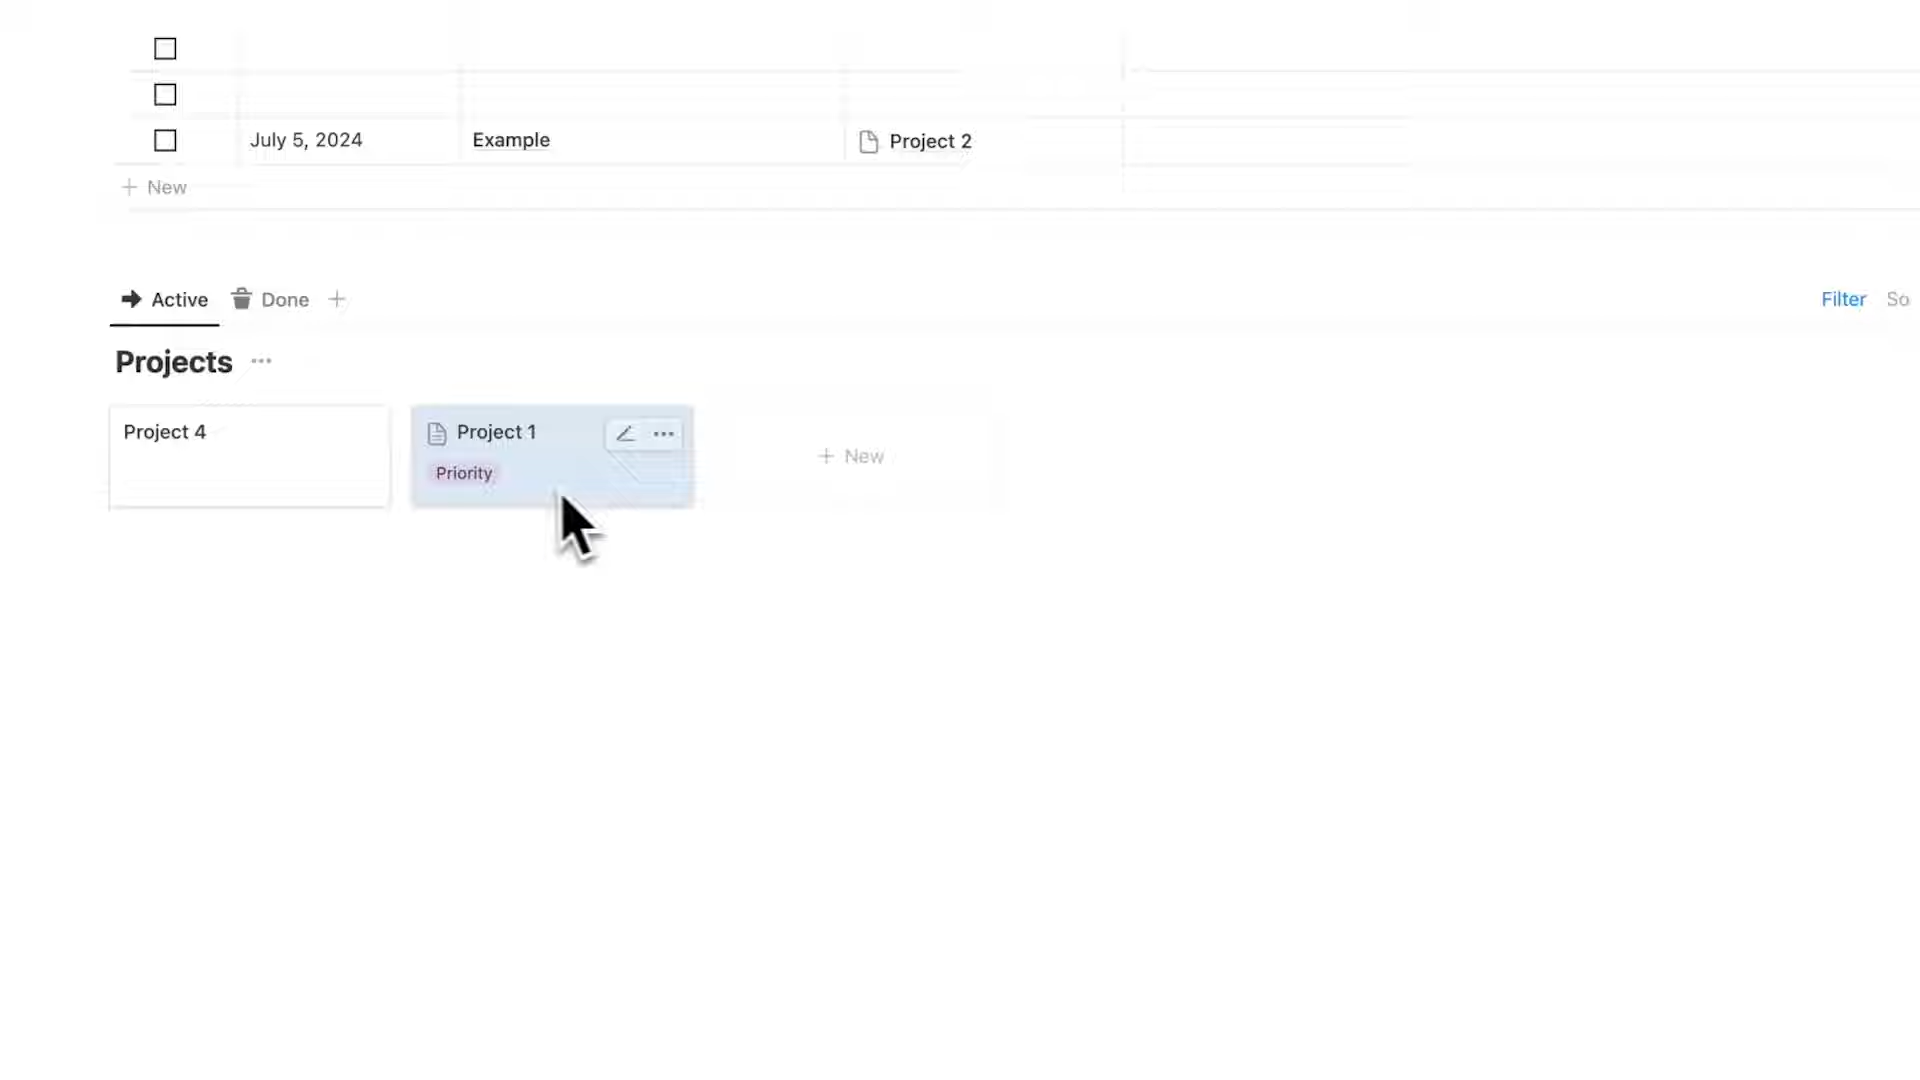 July 5, 2024 Example Project 2
+ New
Active Done + Filter So
Projects ...
Project 4 Project 1 ...
Priority
+ New